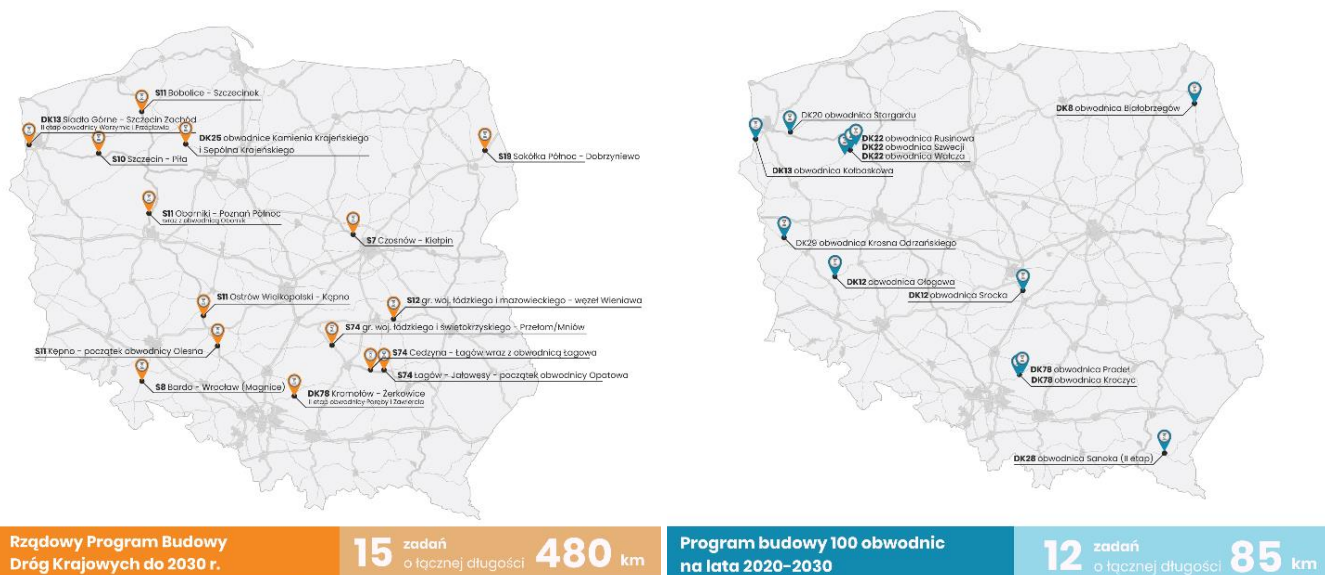 S11 Bobolice - Szczecinek
DK13 Siadło Górne - Szczecin Zachód
II etap obwodnicy Warzymic i Przecławia
DK25 obwodnice Kamienia Krajeńskiego
i Sępólna Krajeńskiego
S10 Szczecin - Piła
S19 Sokółka Północ - Dobrzyniewo
S11 Oborniki - Poznań Północ
wraz z obwodnicą Obornik
S7 Czosnów - Kiełpin
S11 Ostrów Wielkopolski - Kępno
S12 gr. woj. łódzkiego i mazowieckiego - węzeł Wieniawa
S74 gr. woj. łódzkiego i świętokrzyskiego - Przełom/Mniów
S11 Kępno - początek obwodnicy Olesna
S74 Cedzyna - Łagów wraz z obwodnicą Łagowa
S74 Łagów - Jałowęsy - początek obwodnicy Opatowa
S8 Bardo - Wrocław (Magnice)
DK78 Kromołów - Żerkowice
II etap obwodnicy Poręby i Zawiercia
Rządowy Program Budowy
Dróg Krajowych do 2030 r.
15 zadań
o łącznej długości 480 km
DK8 obwodnica Białobrzegów
DK20 obwodnica Stargardu
DK22 obwodnica Rusinowa
DK22 obwodnica Szwecji
DK22 obwodnica Wałcza
DK13 obwodnica Kołbaskowa
DK29 obwodnica Krosna Odrzańskiego
DK12 obwodnica Głogowa
DK12 obwodnica Srocka
DK78 obwodnica Pradeł
DK78 obwodnica Kroczyc
DK28 obwodnica Sanoka (II etap)
Program budowy 100 obwodnic
na lata 2020-2030
12 zadań
o łącznej długości 85 km